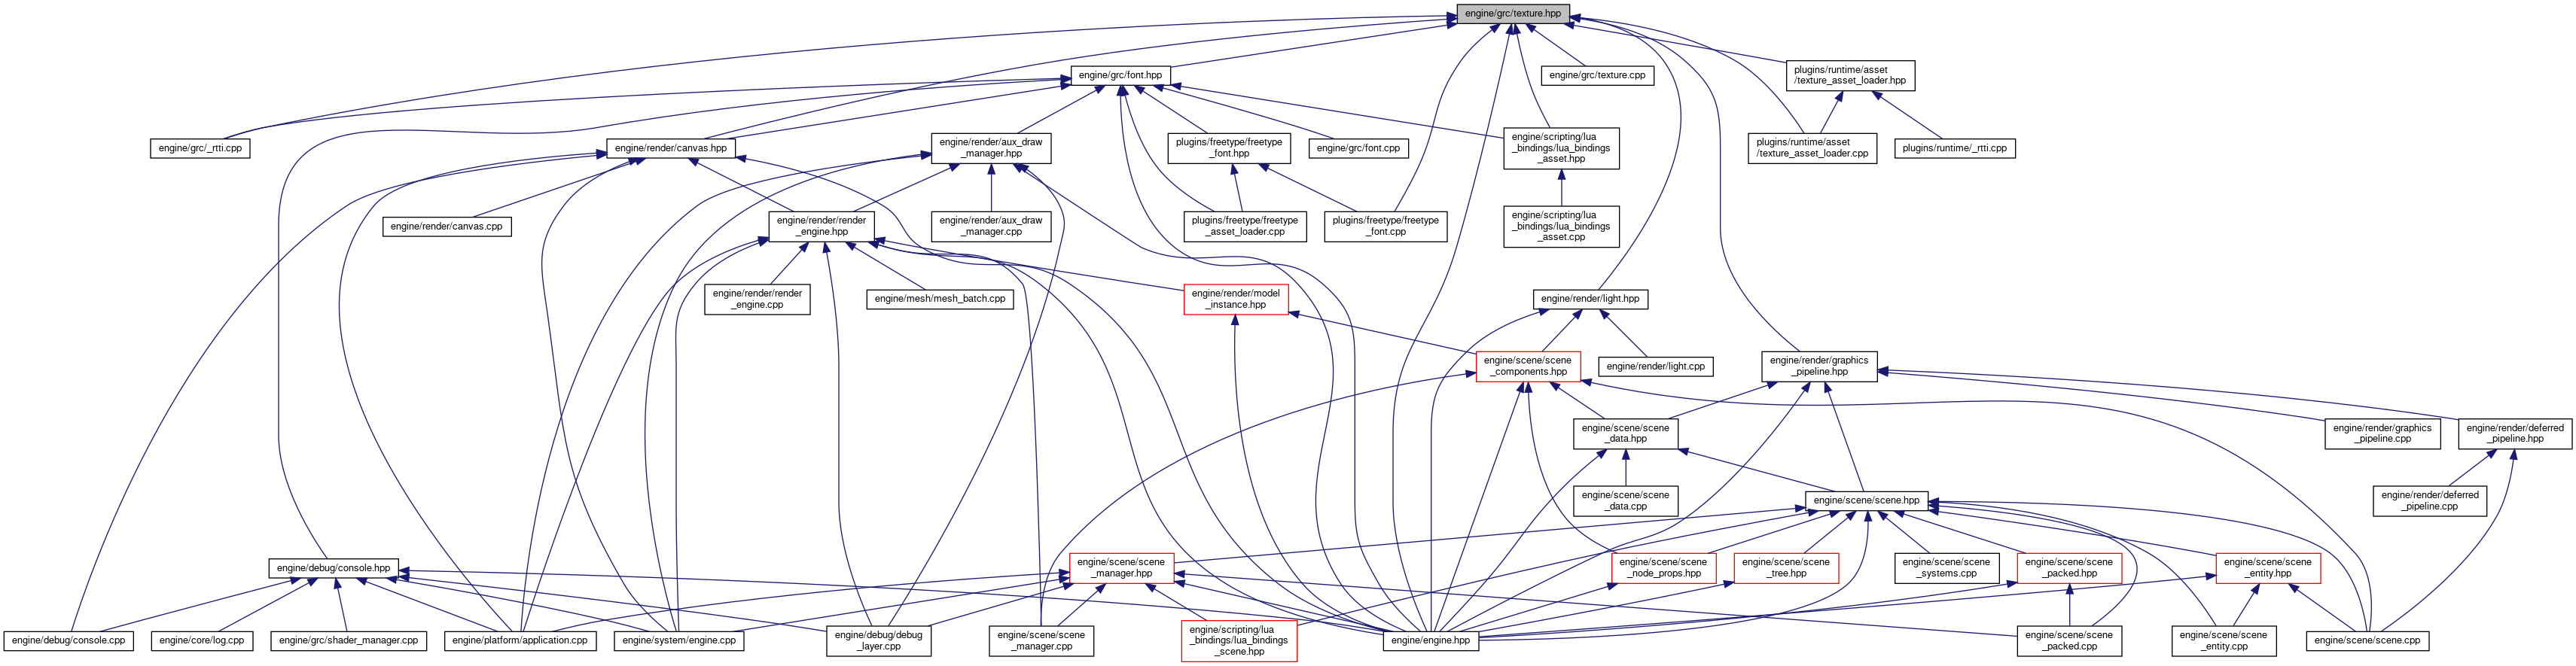 engine/grc/texture.hpp
engine/grc/font.hpp
engine/grc/texture.cpp
plugins/runtime/asset
/texture_asset_loader.hpp
engine/grc/_rtti.cpp
engine/render/canvas.hpp
engine/render/aux_draw
_manager.hpp
plugins/freetype/freetype
_font.hpp
engine/grc/font.cpp
engine/scripting/lua
_bindings/lua_bindings
_asset.hpp
plugins/runtime/asset
/texture_asset_loader.cpp
plugins/runtime/_rtti.cpp
engine/render/canvas.cpp
engine/render/render
_engine.hpp
engine/render/aux_draw
_manager.cpp
plugins/freetype/freetype
_asset_loader.cpp
plugins/freetype/freetype
_font.cpp
engine/scripting/lua
_bindings/lua_bindings
_asset.cpp
engine/render/render
_engine.cpp
engine/mesh/mesh_batch.cpp
engine/render/model
_instance.hpp
engine/render/light.hpp
engine/scene/scene
_components.hpp
engine/render/light.cpp
engine/render/graphics
_pipeline.hpp
engine/scene/scene
_data.hpp
engine/render/graphics
_pipeline.cpp
engine/render/deferred
_pipeline.hpp
engine/scene/scene
_data.cpp
engine/scene/scene.hpp
engine/render/deferred
_pipeline.cpp
engine/debug/console.hpp
engine/scene/scene
_manager.hpp
engine/scene/scene
_node_props.hpp
engine/scene/scene
_tree.hpp
engine/scene/scene
_systems.cpp
engine/scene/scene
_packed.hpp
engine/scene/scene
_entity.hpp
engine/debug/console.cpp
engine/core/log.cpp
engine/grc/shader_manager.cpp
engine/platform/application.cpp
engine/system/engine.cpp
engine/debug/debug
_layer.cpp
engine/scene/scene
_manager.cpp
engine/scripting/lua
_bindings/lua_bindings
_scene.hpp
engine/engine.hpp
engine/scene/scene
_packed.cpp
engine/scene/scene
_entity.cpp
engine/scene/scene.cpp